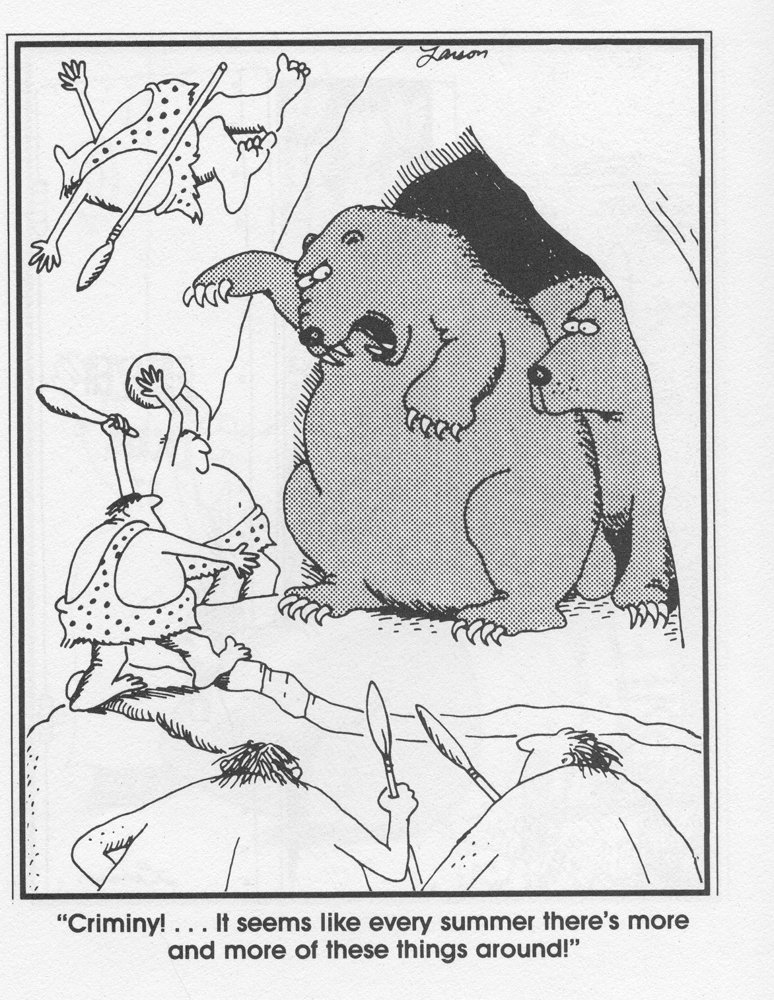 Larson
“Criminy! . . . It seems like every summer there’s more
and more of these things around!”